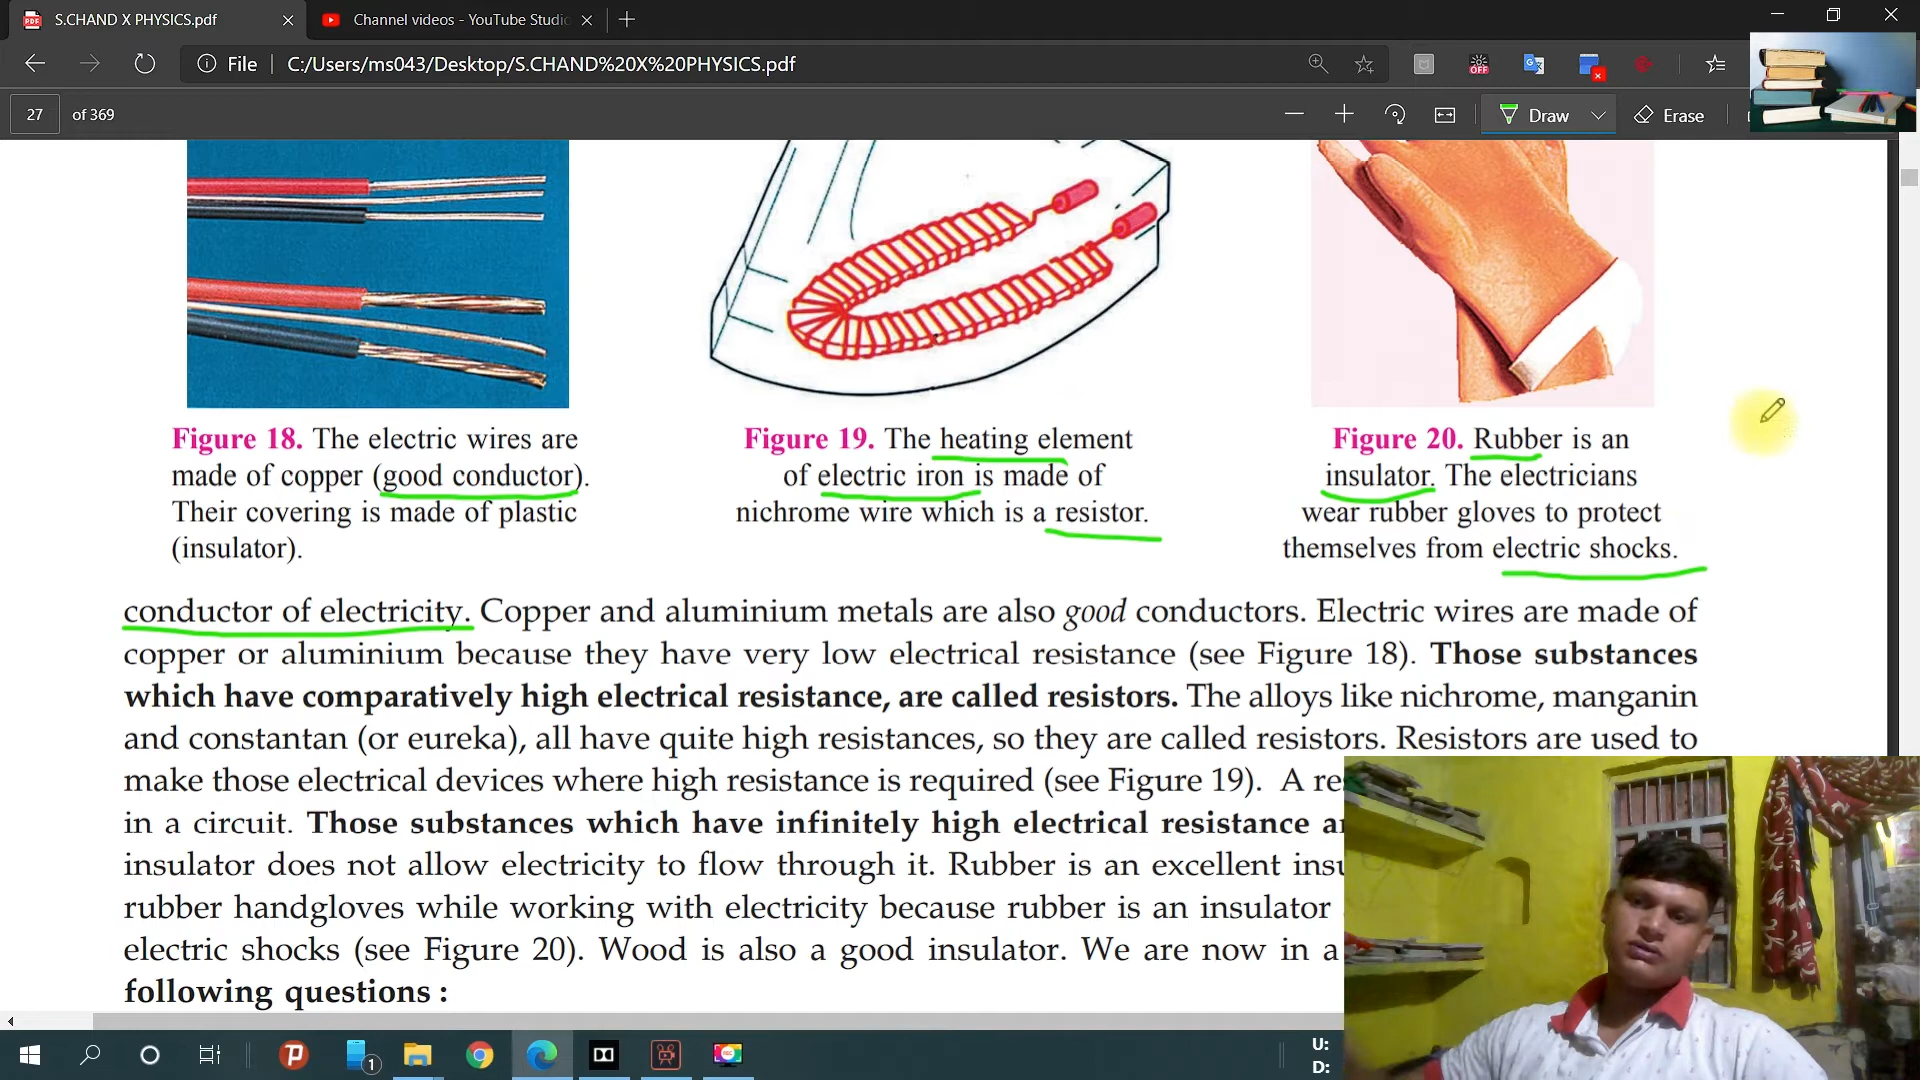 S.CHAND X PHYSICS.pdf
Channel videos - YouTube Studio
File
C:/Users/ms043/Desktop/S.CHAND%20X%20PHYSICS.pdf
OFF
27 of 369
Draw
Erase
Figure 18. The electric wires are
made of copper (good conductor).
Their covering is made of plastic
(insulator).
Figure 19. The heating element
of electric iron is made of
nichrome wire which is a resistor.
Figure 20. Rubber is an
insulator. The electricians
wear rubber gloves to protect
themselves from electric shocks.
conductor of electricity. Copper and aluminium metals are also good conductors. Electric wires are made of
copper or aluminium because they have very low electrical resistance (see Figure 18). Those substances
which have comparatively high electrical resistance, are called resistors. The alloys like nichrome, manganin
and constantan (or eureka), all have quite high resistances, so they are called resistors. Resistors are used to
make those electrical devices where high resistance is required (see Figure 19). A re
in a circuit. Those substances which have infinitely high electrical resistance a
insulator does not allow electricity to flow through it. Rubber is an excellent ins
rubber handgloves while working with electricity because rubber is an insulator
electric shocks (see Figure 20). Wood is also a good insulator. We are now in a
following questions :
1
U:
D: